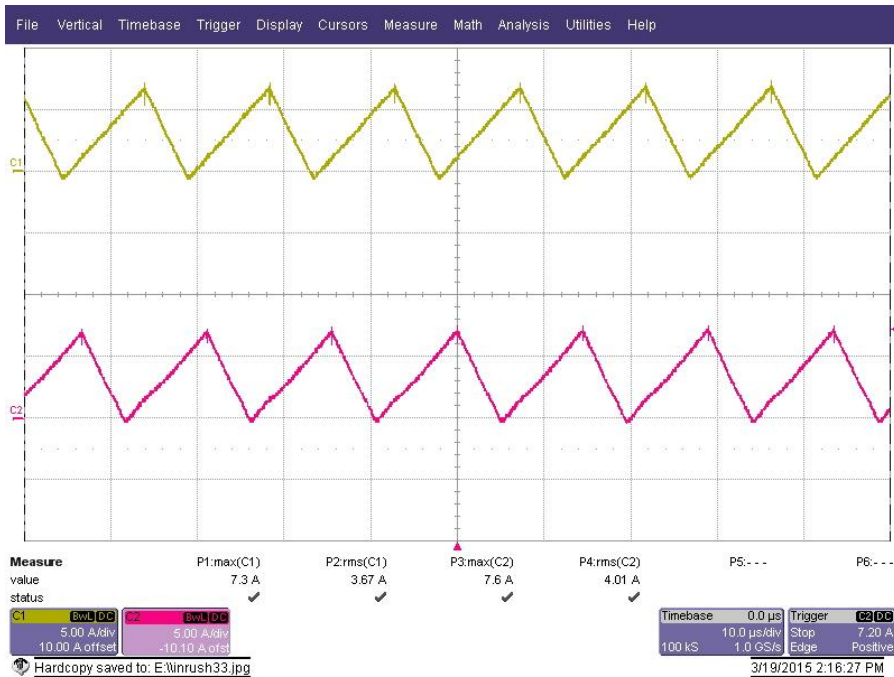 File Vertical Timebase Trigger Display Cursors Measure Math Analysis Utilities Help
C1
C2
Measure P1:max(C1) P2:rms(C1) P3:max(C2) P4:rms(C2) P5:- - - P6:- - -
value 7.3 A 3.67 A 7.6 A 4.01 A
status
C1 BwL DC C2 BwL DC Timebase 0.0 µs Trigger C2 DC
5.00 A/div 5.00 A/div 10.0 µs/div Stop 7.20 A
10.00 A offset -10.10 A ofst 100 kS 1.0 GS/s Edge Positive
Hardcopy saved to: E:\\inrush33.jpg 3/19/2015 2:16:27 PM